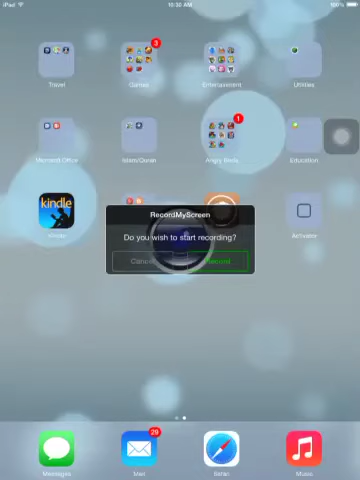 iPad
10:30 AM
100%
3
Travel
Games
Entertainment
Utilities
1
Microsoft Office
Islam/Quran
Angry Birds
Education
kindle
Kindle
Activator
RecordMyScreen
Do you wish to start recording?
Cancel
Record
29
Messages
Mail
Safari
Music